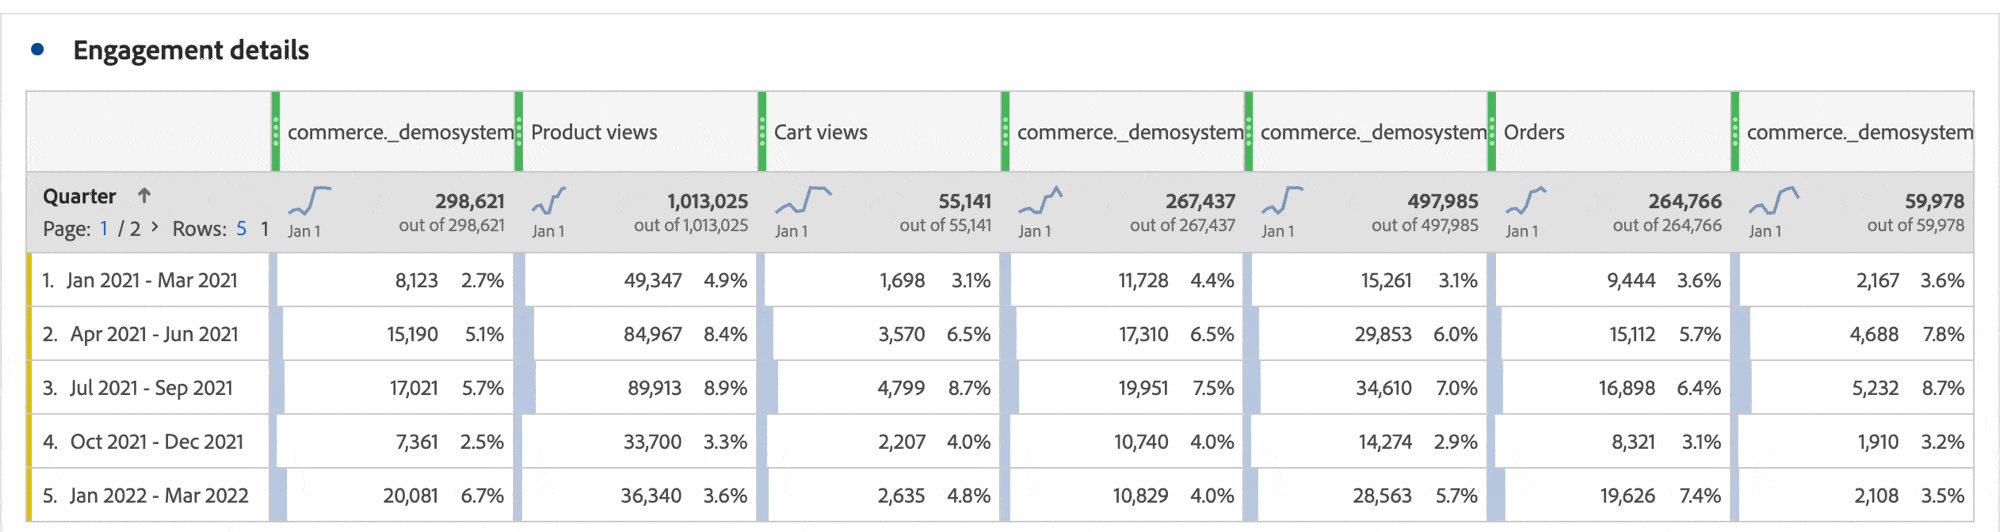 Engagement details
commerce._demosystem Product views Cart views commerce._demosystem commerce._demosystem Orders commerce._demosystem
Quarter ↑ 298,621 1,013,025 55,141 267,437 497,985 264,766 59,978
out of 298,621 out of 1,013,025 out of 55,141 out of 267,437 out of 497,985 out of 264,766 out of 59,978
Page: 1 / 2 > Rows: 5 1 Jan 1 Jan 1 Jan 1 Jan 1 Jan 1 Jan 1 Jan 1
1. Jan 2021 - Mar 2021 8,123 2.7% 49,347 4.9% 1,698 3.1% 11,728 4.4% 15,261 3.1% 9,444 3.6% 2,167 3.6%
2. Apr 2021 - Jun 2021 15,190 5.1% 84,967 8.4% 3,570 6.5% 17,310 6.5% 29,853 6.0% 15,112 5.7% 4,688 7.8%
3. Jul 2021 - Sep 2021 17,021 5.7% 89,913 8.9% 4,799 8.7% 19,951 7.5% 34,610 7.0% 16,898 6.4% 5,232 8.7%
4. Oct 2021 - Dec 2021 7,361 2.5% 33,700 3.3% 2,207 4.0% 10,740 4.0% 14,274 2.9% 8,321 3.1% 1,910 3.2%
5. Jan 2022 - Mar 2022 20,081 6.7% 36,340 3.6% 2,635 4.8% 10,829 4.0% 28,563 5.7% 19,626 7.4% 2,108 3.5%